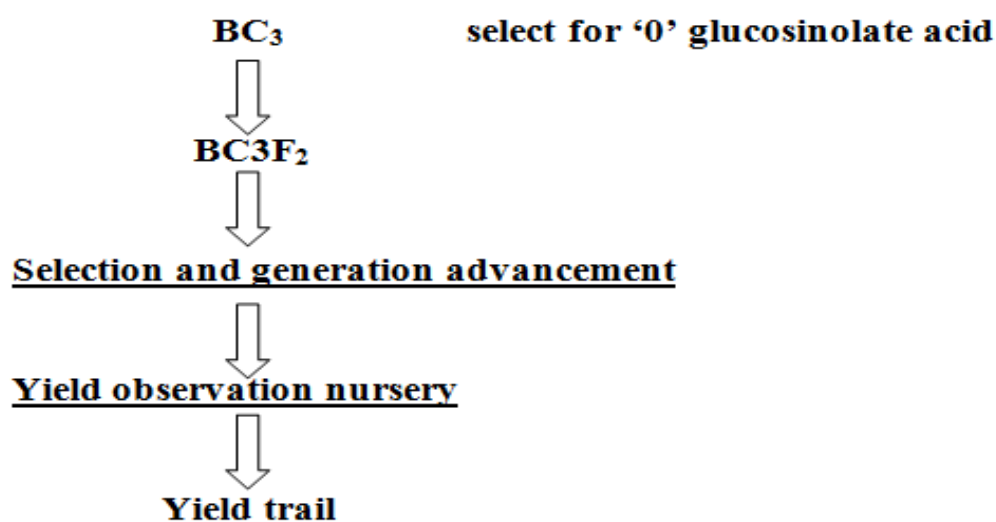 BC₃ select for ‘0’ glucosinolate acid
BC3F₂
Selection and generation advancement
Yield observation nursery
Yield trail